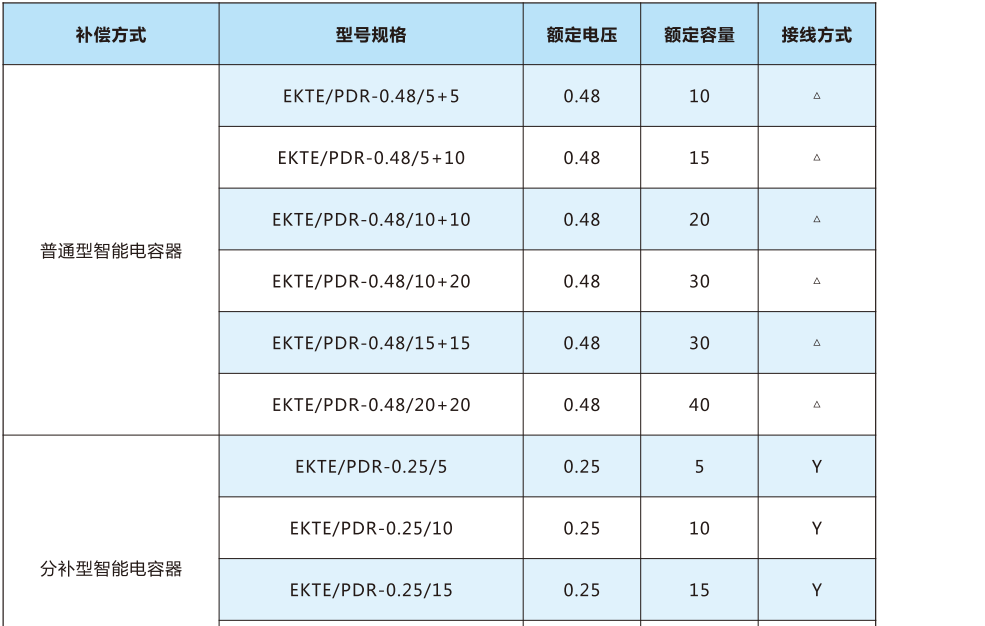 补偿方式 型号规格 额定电压 额定容量 接线方式
EKTE/PDR-0.48/5+5 0.48 10 △
EKTE/PDR-0.48/5+10 0.48 15 △
EKTE/PDR-0.48/10+10 0.48 20 △
普通型智能电容器
EKTE/PDR-0.48/10+20 0.48 30 △
EKTE/PDR-0.48/15+15 0.48 30 △
EKTE/PDR-0.48/20+20 0.48 40 △
EKTE/PDR-0.25/5 0.25 5 Y
EKTE/PDR-0.25/10 0.25 10 Y
分补型智能电容器
EKTE/PDR-0.25/15 0.25 15 Y